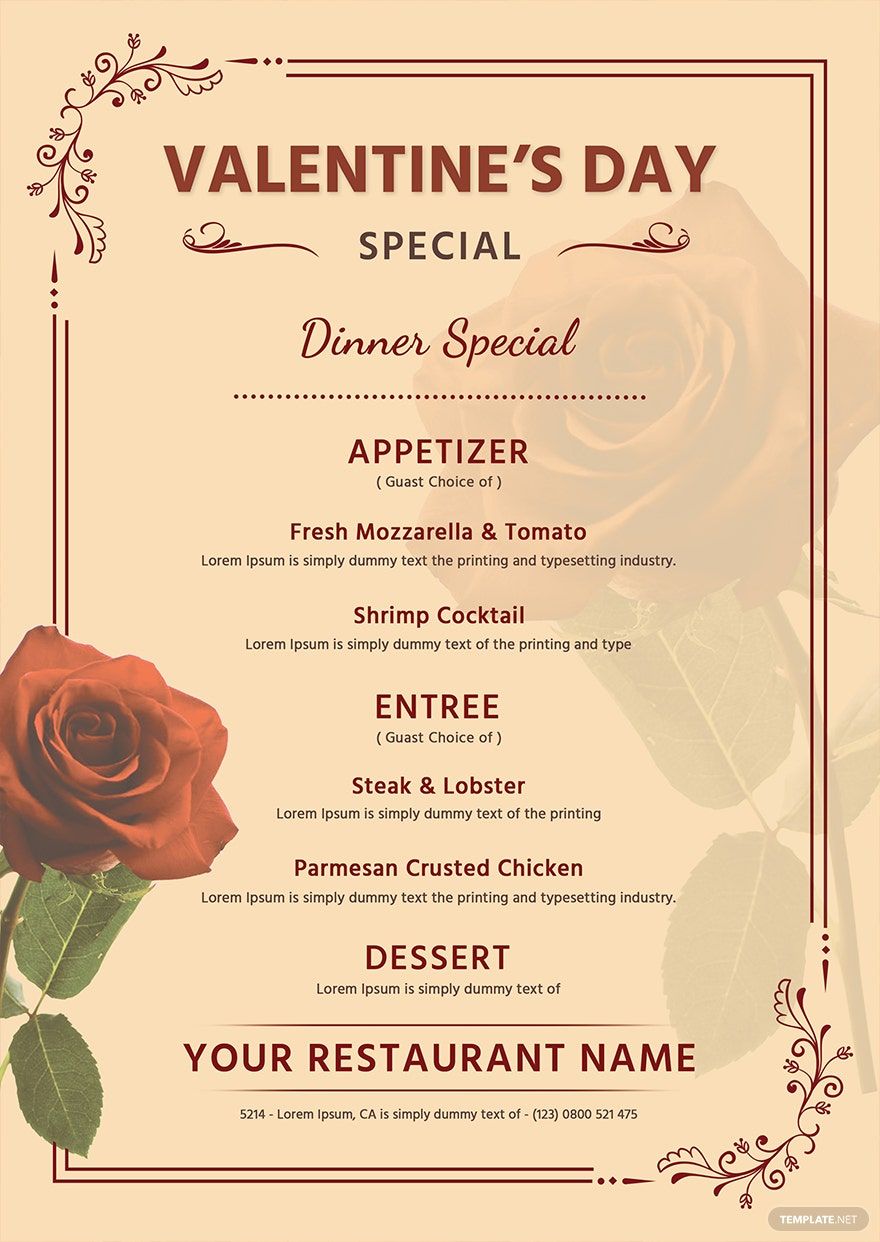 VALENTINE'S DAY
SPECIAL
Dinner Special
APPETIZER
( Guast Choice of )
Fresh Mozzarella & Tomato
Lorem Ipsum is simply dummy text the printing and typesetting industry.
Shrimp Cocktail
Lorem Ipsum is simply dummy text of the printing and type
ENTREE
( Guast Choice of )
Steak & Lobster
Lorem Ipsum is simply dummy text of the printing
Parmesan Crusted Chicken
Lorem Ipsum is simply dummy text the printing and typesetting industry.
DESSERT
Lorem Ipsum is simply dummy text of
YOUR RESTAURANT NAME
5214 - Lorem Ipsum, CA is simply dummy text of - (123) 0800 521 475
TEMPLATE.NET